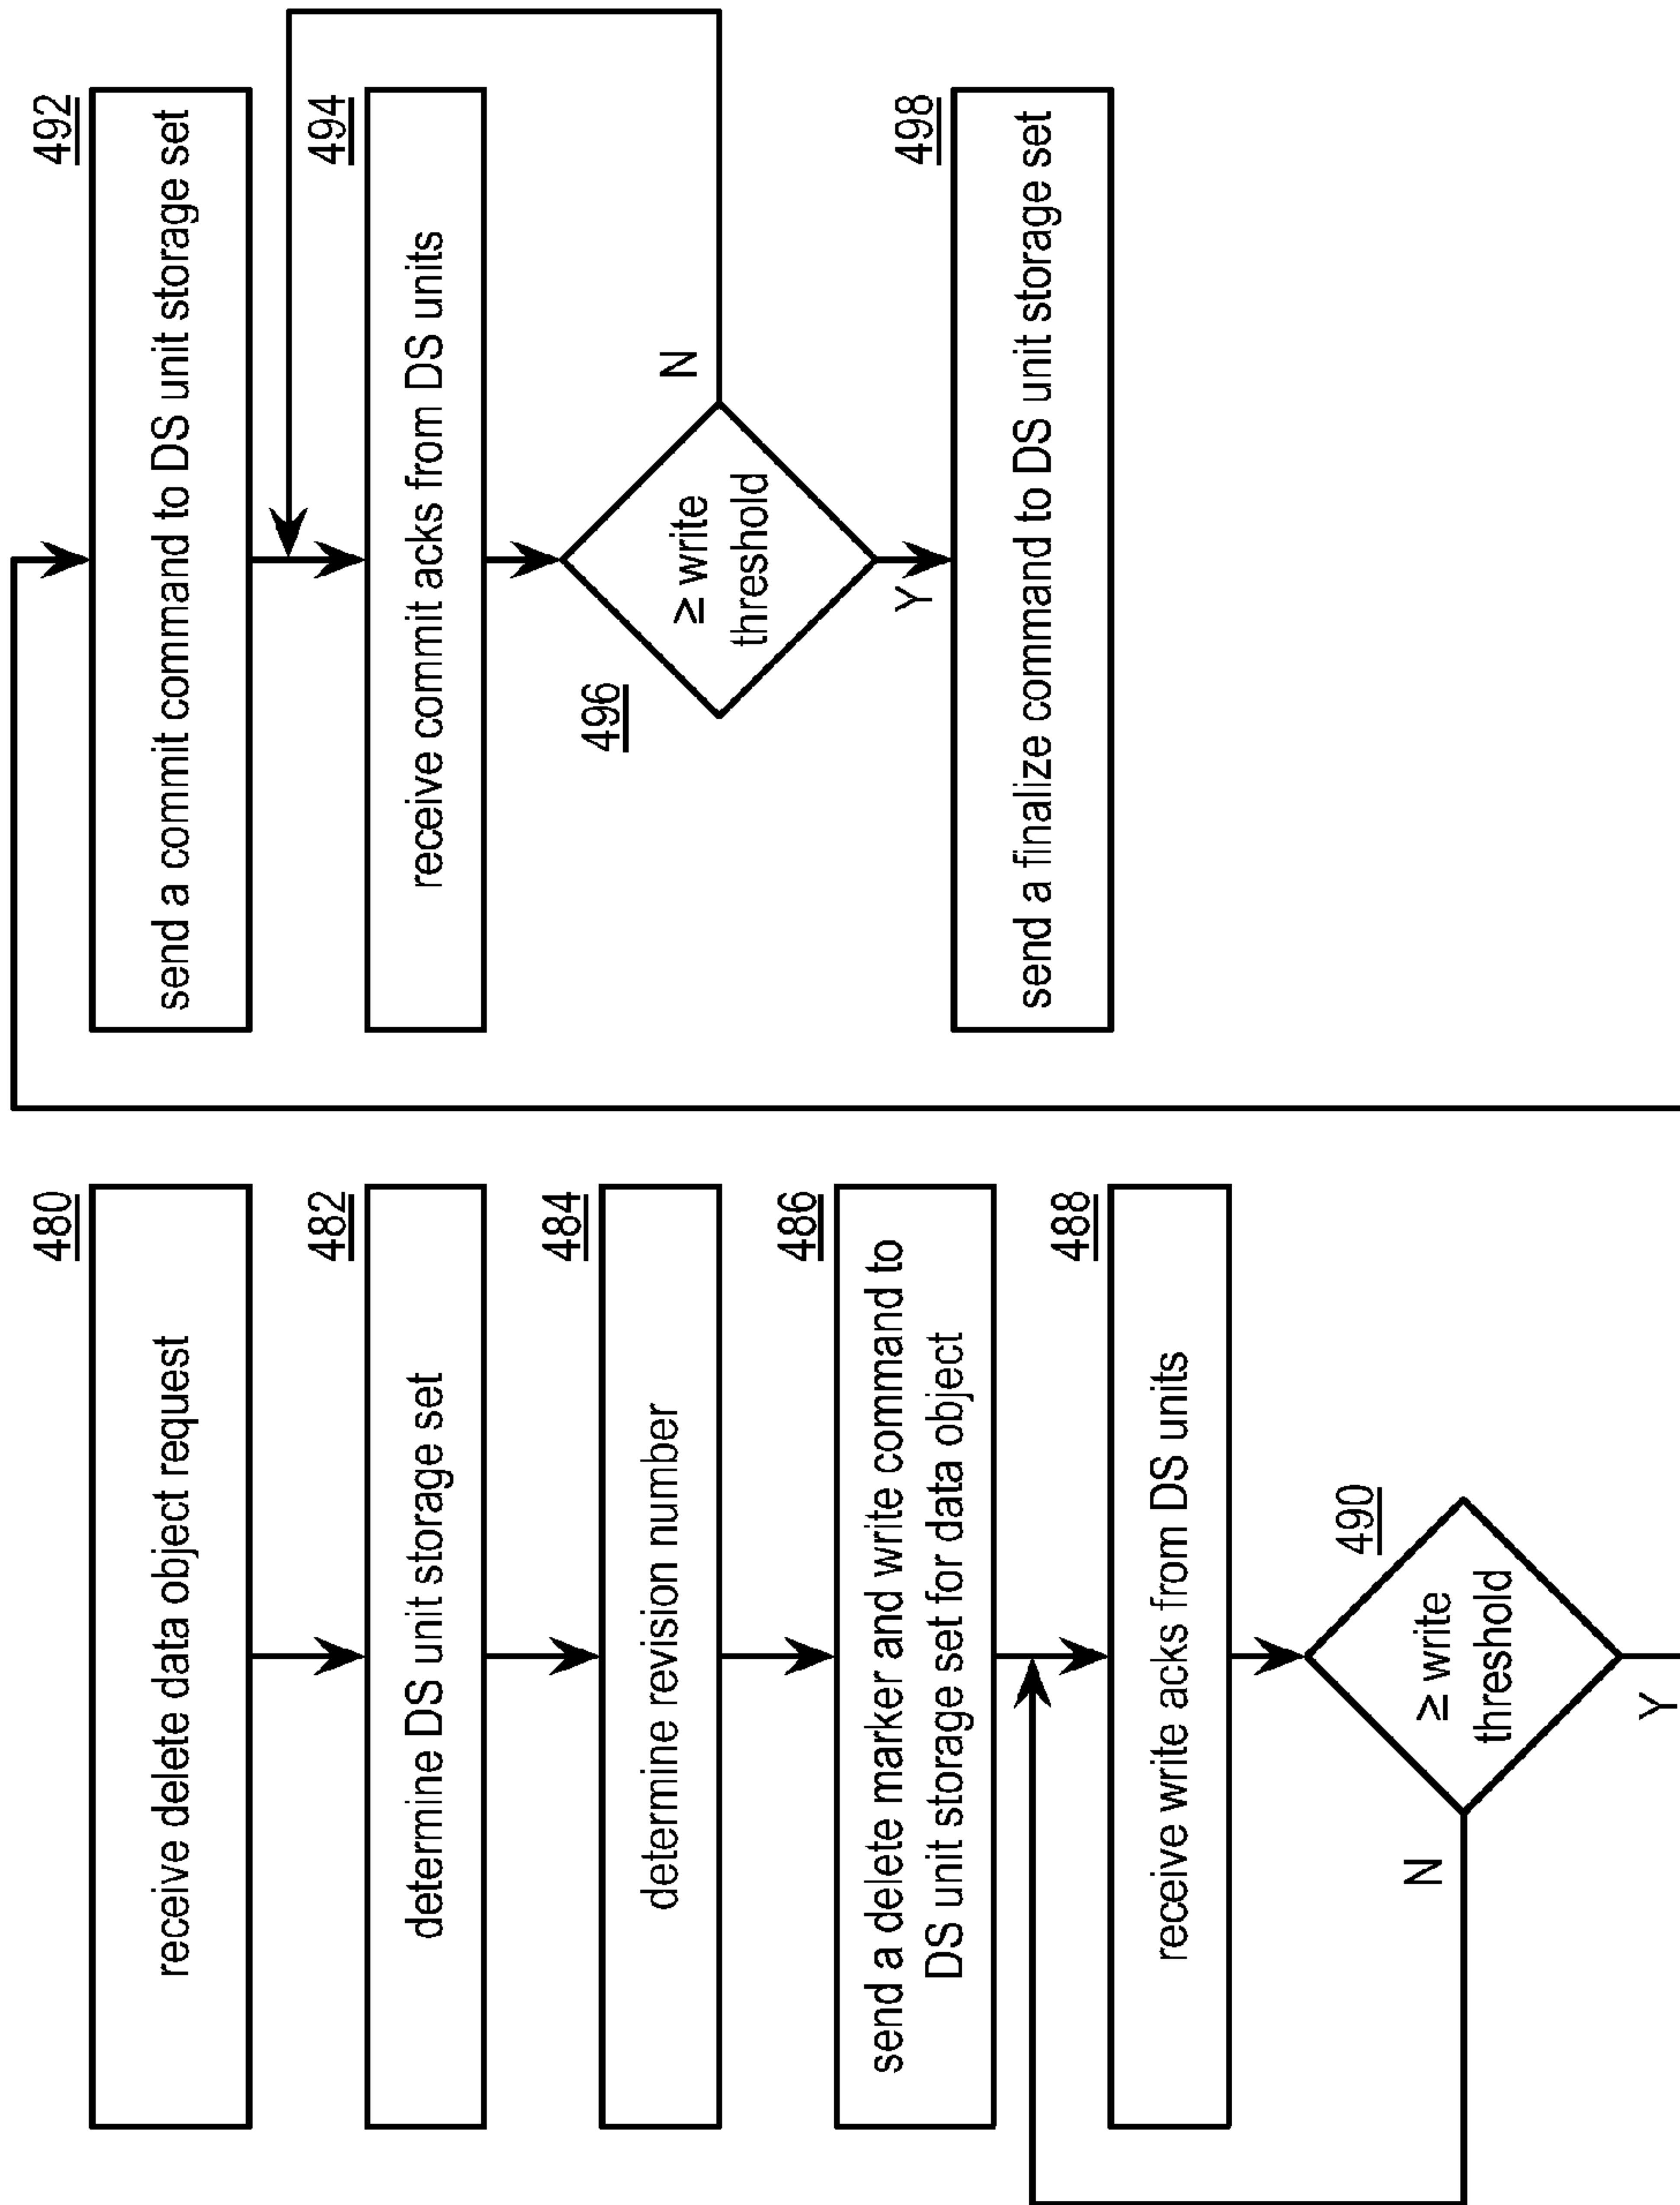 480
receive delete data object request
482
determine DS unit storage set
484
determine revision number
486
send a delete marker and write command to
DS unit storage set for data object
488
receive write acks from DS units
490
≥ write
threshold
N
Y
492
send a commit command to DS unit storage set
494
receive commit acks from DS units
496
≥ write
threshold
N
Y
498
send a finalize command to DS unit storage set